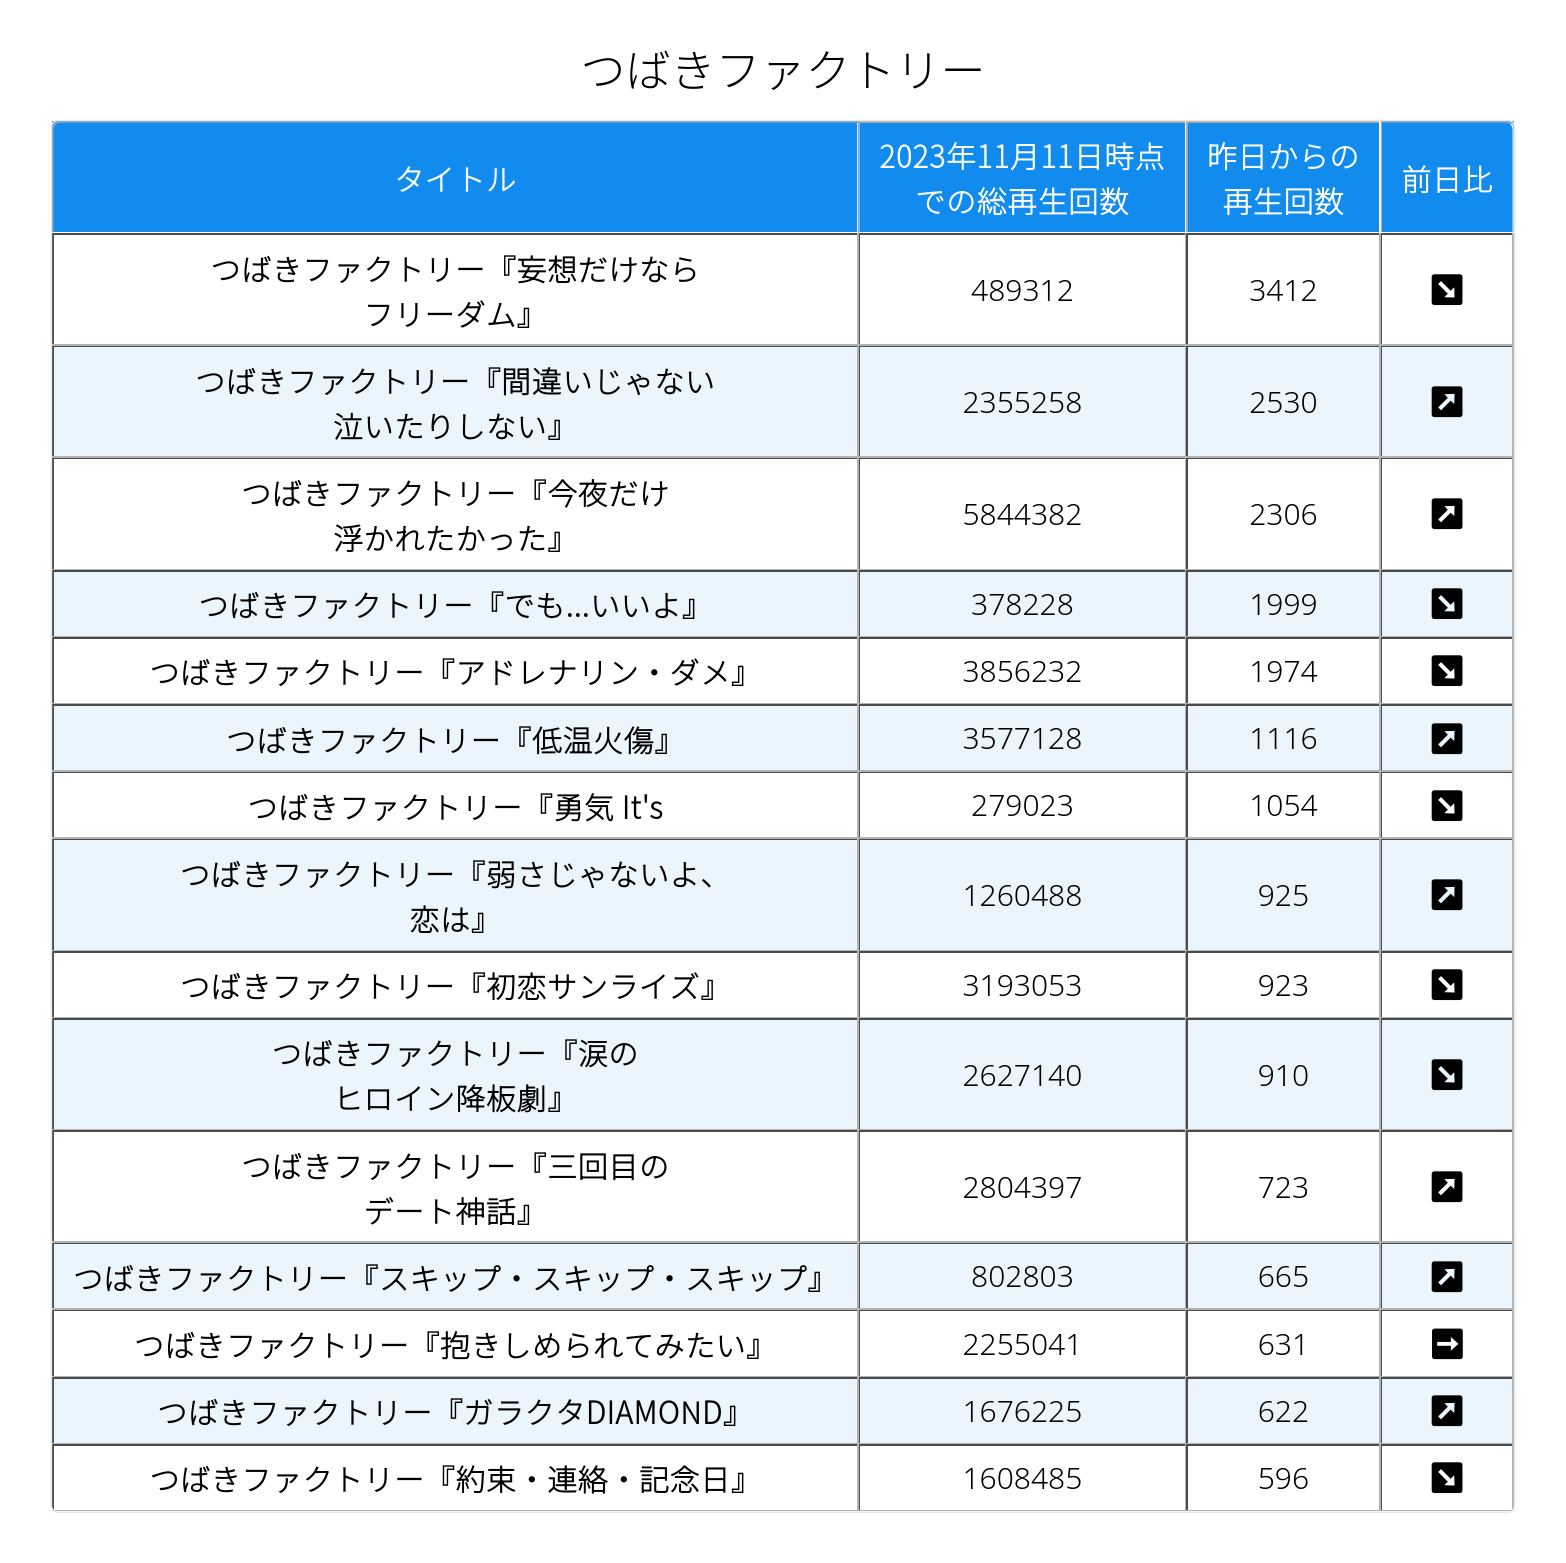 つばきファクトリー
タイトル
2023年11月11日時点
での総再生回数
昨日からの
再生回数
前日比
つばきファクトリー『妄想だけなら
フリーダム』
489312
3412
つばきファクトリー『間違いじゃない
泣いたりしない』
2355258
2530
つばきファクトリー『今夜だけ
浮かれたかった』
5844382
2306
つばきファクトリー『でも...いいよ』
378228
1999
つばきファクトリー『アドレナリン・ダメ』
3856232
1974
つばきファクトリー『低温火傷』
3577128
1116
つばきファクトリー『勇気 It's
279023
1054
つばきファクトリー『弱さじゃないよ、
恋は』
1260488
925
つばきファクトリー『初恋サンライズ』
3193053
923
つばきファクトリー『涙の
ヒロイン降板劇』
2627140
910
つばきファクトリー『三回目の
デート神話』
2804397
723
つばきファクトリー『スキップ・スキップ・スキップ』
802803
665
つばきファクトリー『抱きしめられてみたい』
2255041
631
つばきファクトリー『ガラクタDIAMOND』
1676225
622
つばきファクトリー『約束・連絡・記念日』
1608485
596